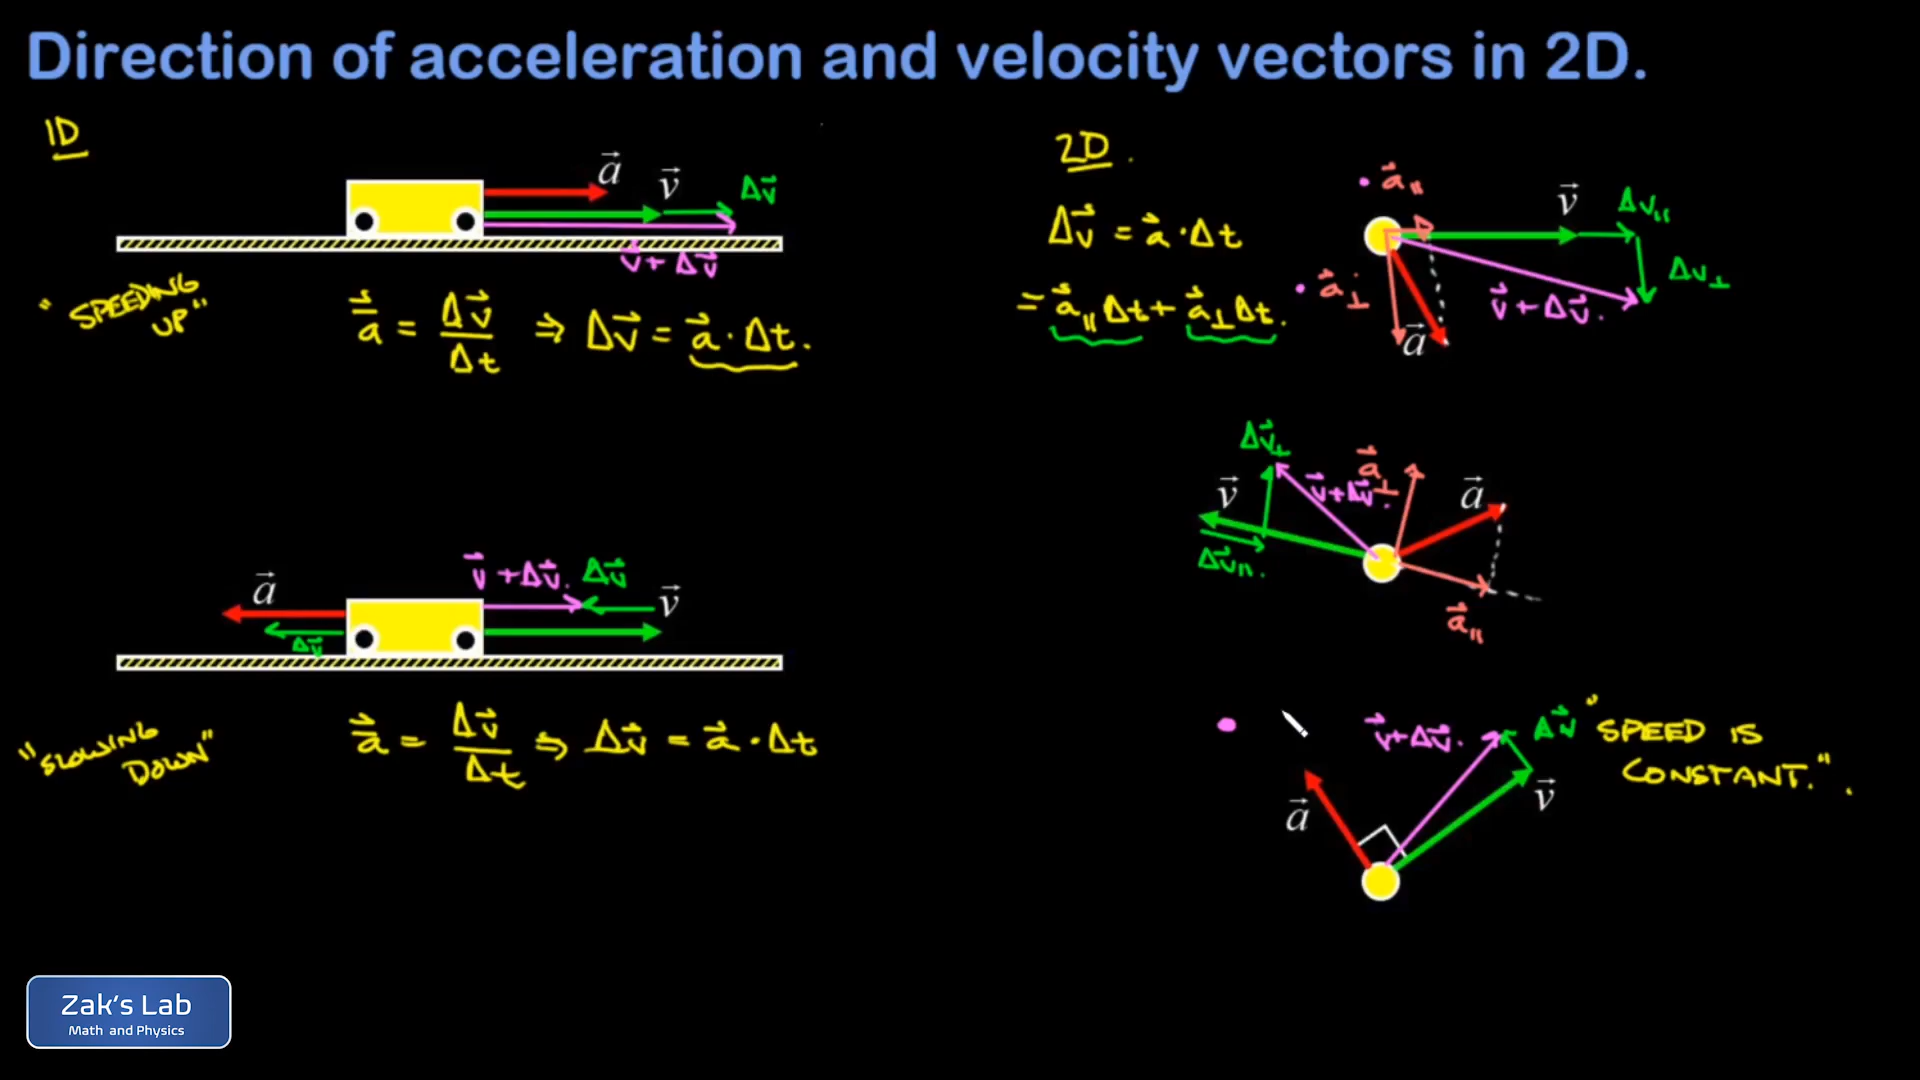 Direction of acceleration and velocity vectors in 2D.
1D
a⃗
v⃗
Δv⃗
v⃗ + Δv⃗
"SPEEDING
UP"
a⃗ = Δv⃗/Δt ⇒ Δv⃗ = a⃗ · Δt.
a⃗
Δv⃗
v⃗ + Δv⃗.
Δv⃗
v⃗
"SLOWING
DOWN"
a⃗ = Δv⃗/Δt ⇒ Δv⃗ = a⃗ · Δt
2D.
Δv⃗ = a⃗ · Δt
= a⃗∥Δt + a⃗⊥Δt.
a⃗∥
v⃗
Δv∥
a⃗⊥
Δv⊥
v⃗ + Δv⃗.
a⃗
Δv⃗⊥
a⃗⊥
v⃗
v⃗+Δv⃗.
a⃗
Δv⃗∥.
a⃗∥
v⃗+Δv⃗.
Δv⃗
"SPEED IS
CONSTANT.".
v⃗
a⃗
Zak's Lab
Math and Physics